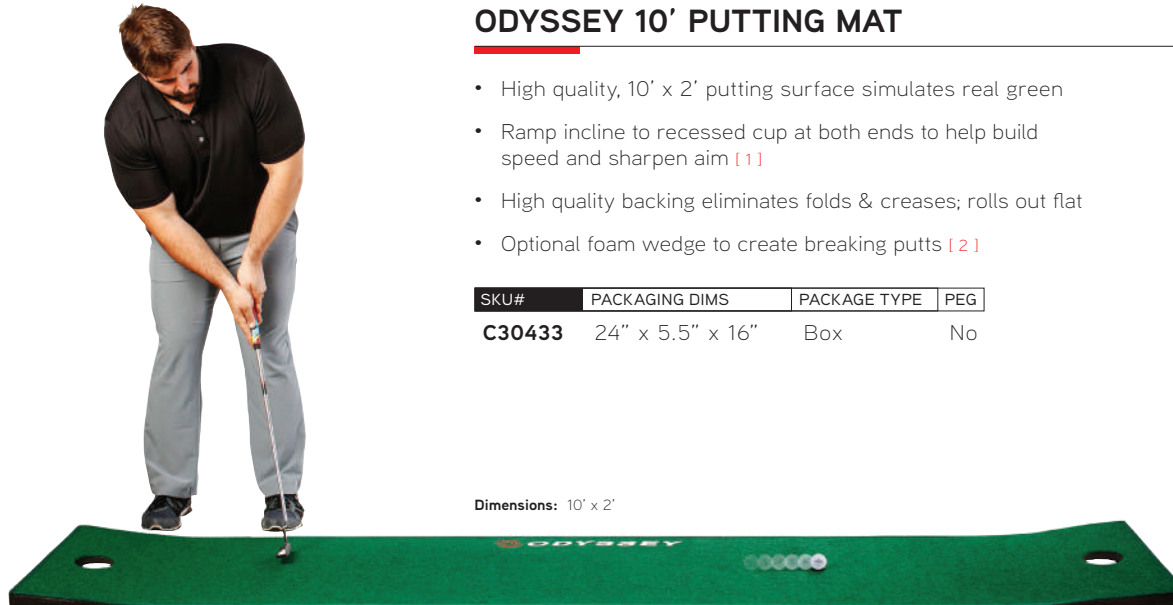 ODYSSEY 10′ PUTTING MAT
• High quality, 10′ x 2′ putting surface simulates real green
• Ramp incline to recessed cup at both ends to help build
speed and sharpen aim [ 1 ]
• High quality backing eliminates folds & creases; rolls out flat
• Optional foam wedge to create breaking putts [ 2 ]
SKU# PACKAGING DIMS PACKAGE TYPE PEG
C30433 24” x 5.5” x 16” Box No
Dimensions: 10′ x 2′
ODYSSEY